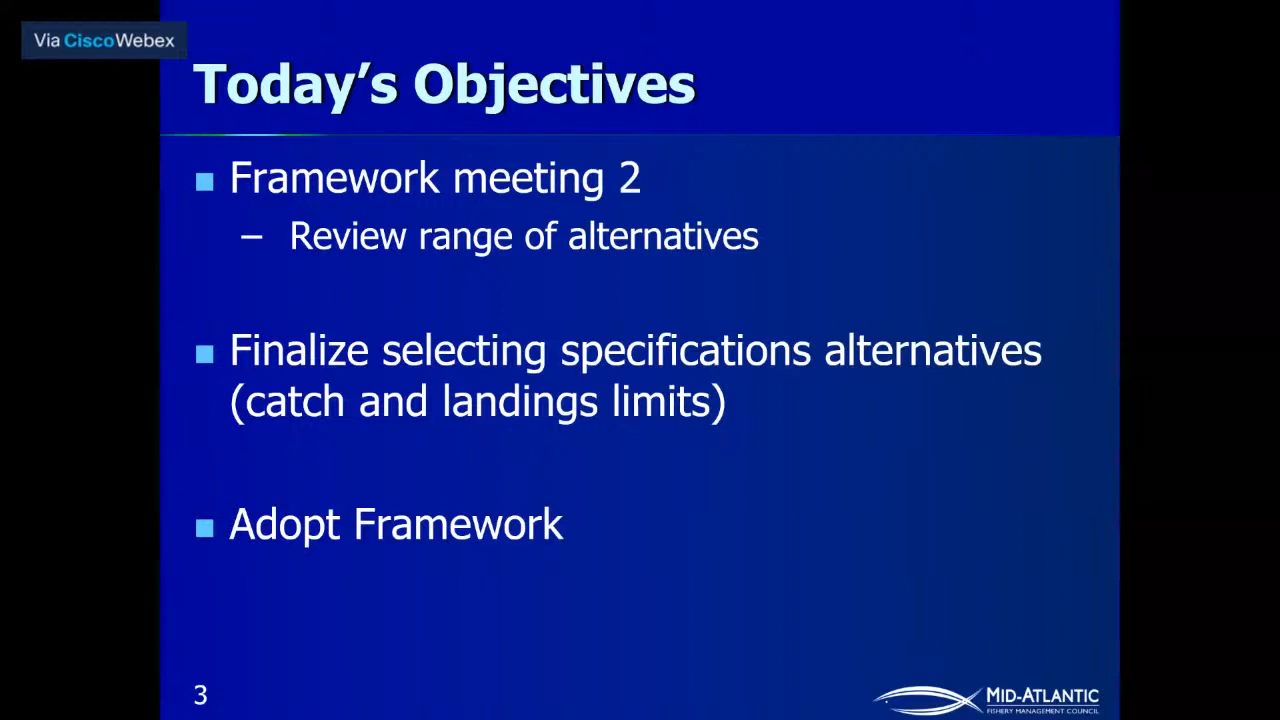 Via CiscoWebex
Today's Objectives
■ Framework meeting 2
– Review range of alternatives
■ Finalize selecting specifications alternatives
(catch and landings limits)
■ Adopt Framework
3
MID-ATLANTIC
FISHERY MANAGEMENT COUNCIL